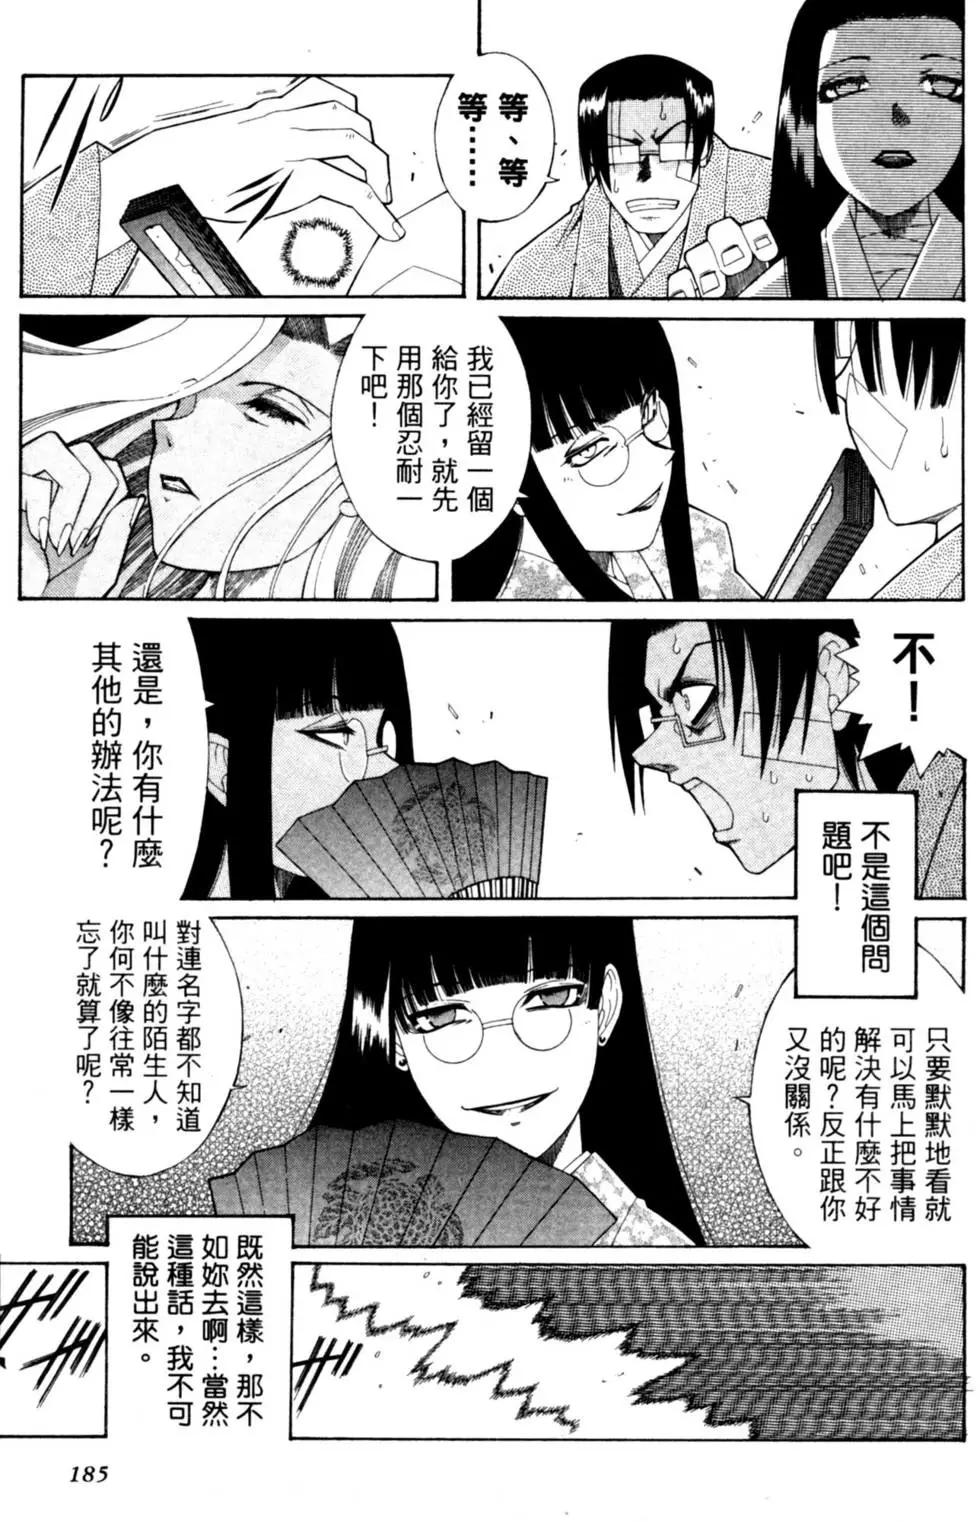 等、等
等……
我已經留一個
給你了，就先
用那個忍耐一
下吧！
不！
不是這個問
題吧！
還是，你有什麼
其他的辦法呢？
只要默默地看就
可以馬上把事情
解決有什麼不好
的呢？反正跟你
又沒關係。
對連名字都不知道
叫什麼的陌生人，
你何不像往常一樣
忘了就算了呢？
既然這樣，那不
如妳去啊…當然
這種話，我不可
能說出來。
185